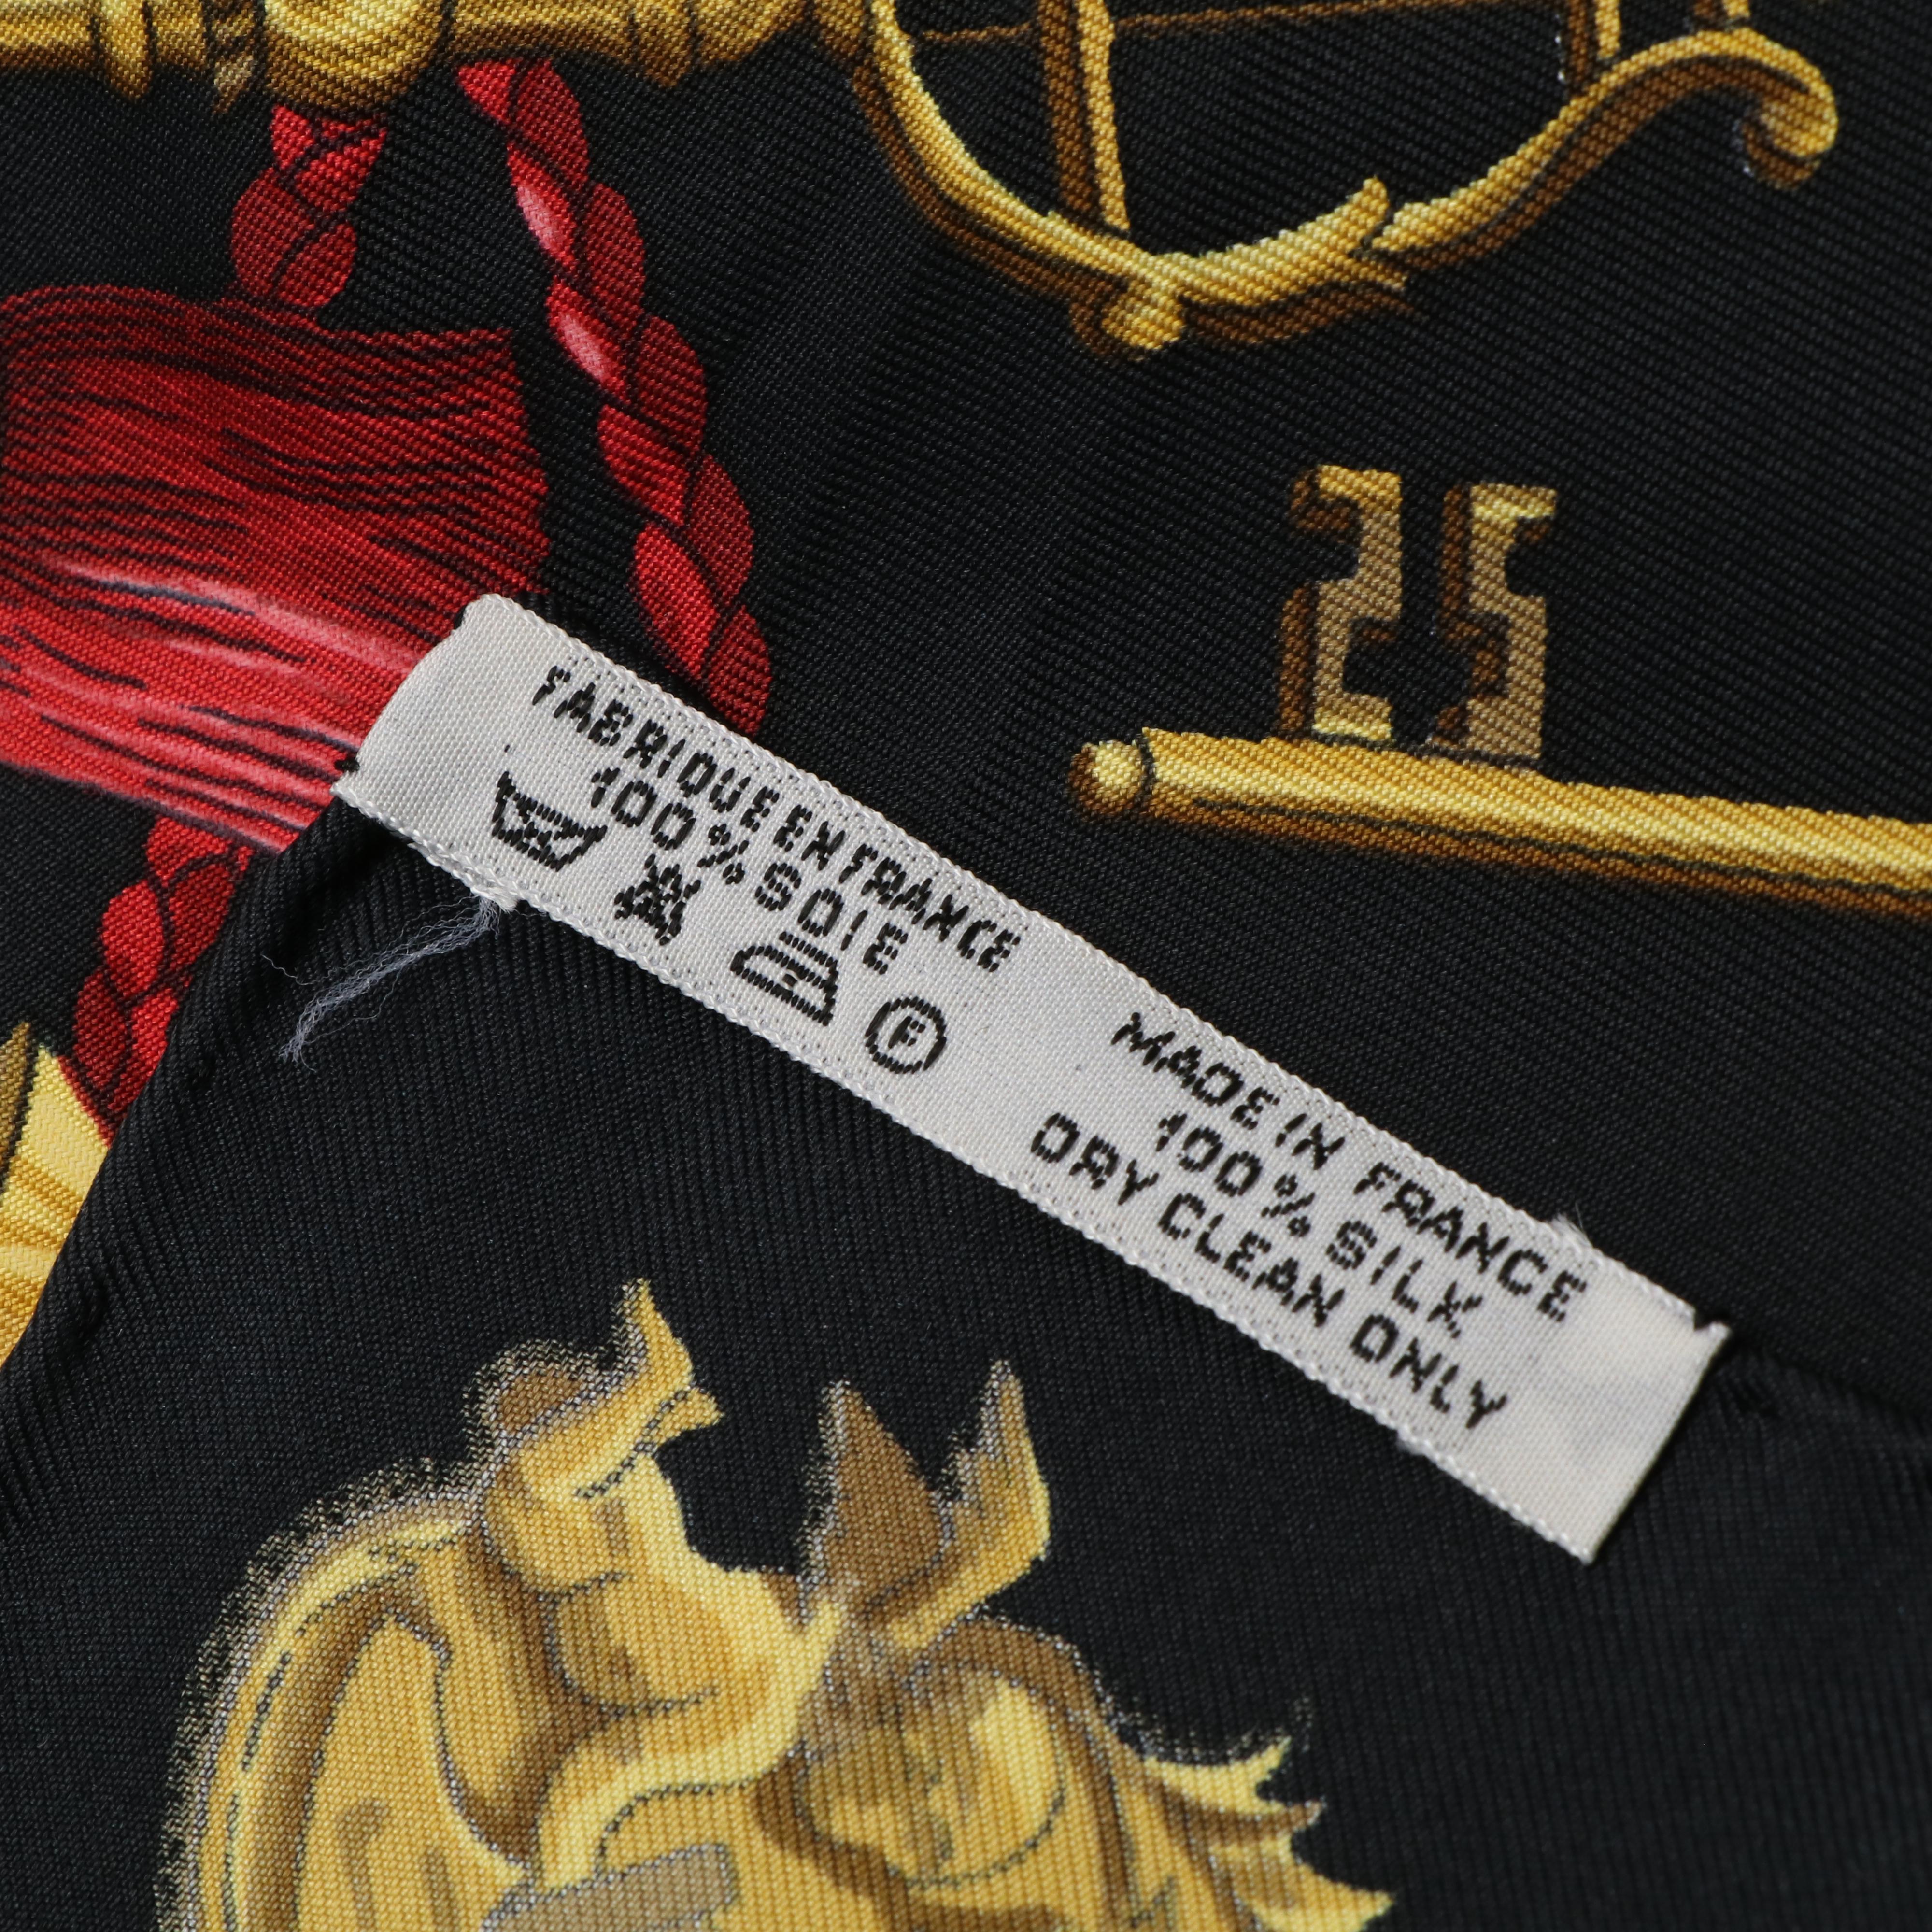 FABRIQUE EN FRANCE
100% SOIE
F
MADE IN FRANCE
100% SILK
DRY CLEAN ONLY